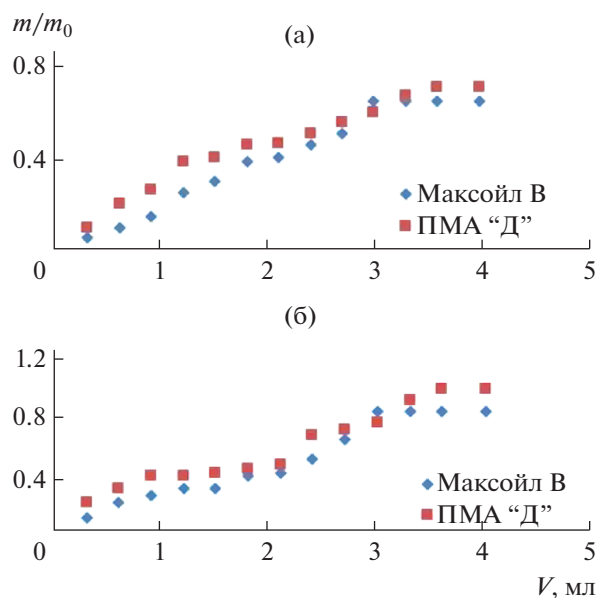 m/m0
(а)
0.8
0.4
Максойл В
ПМА “Д”
0 1 2 3 4 5
(б)
1.2
0.8
0.4
Максойл В
ПМА “Д”
0 1 2 3 4 5
V, мл